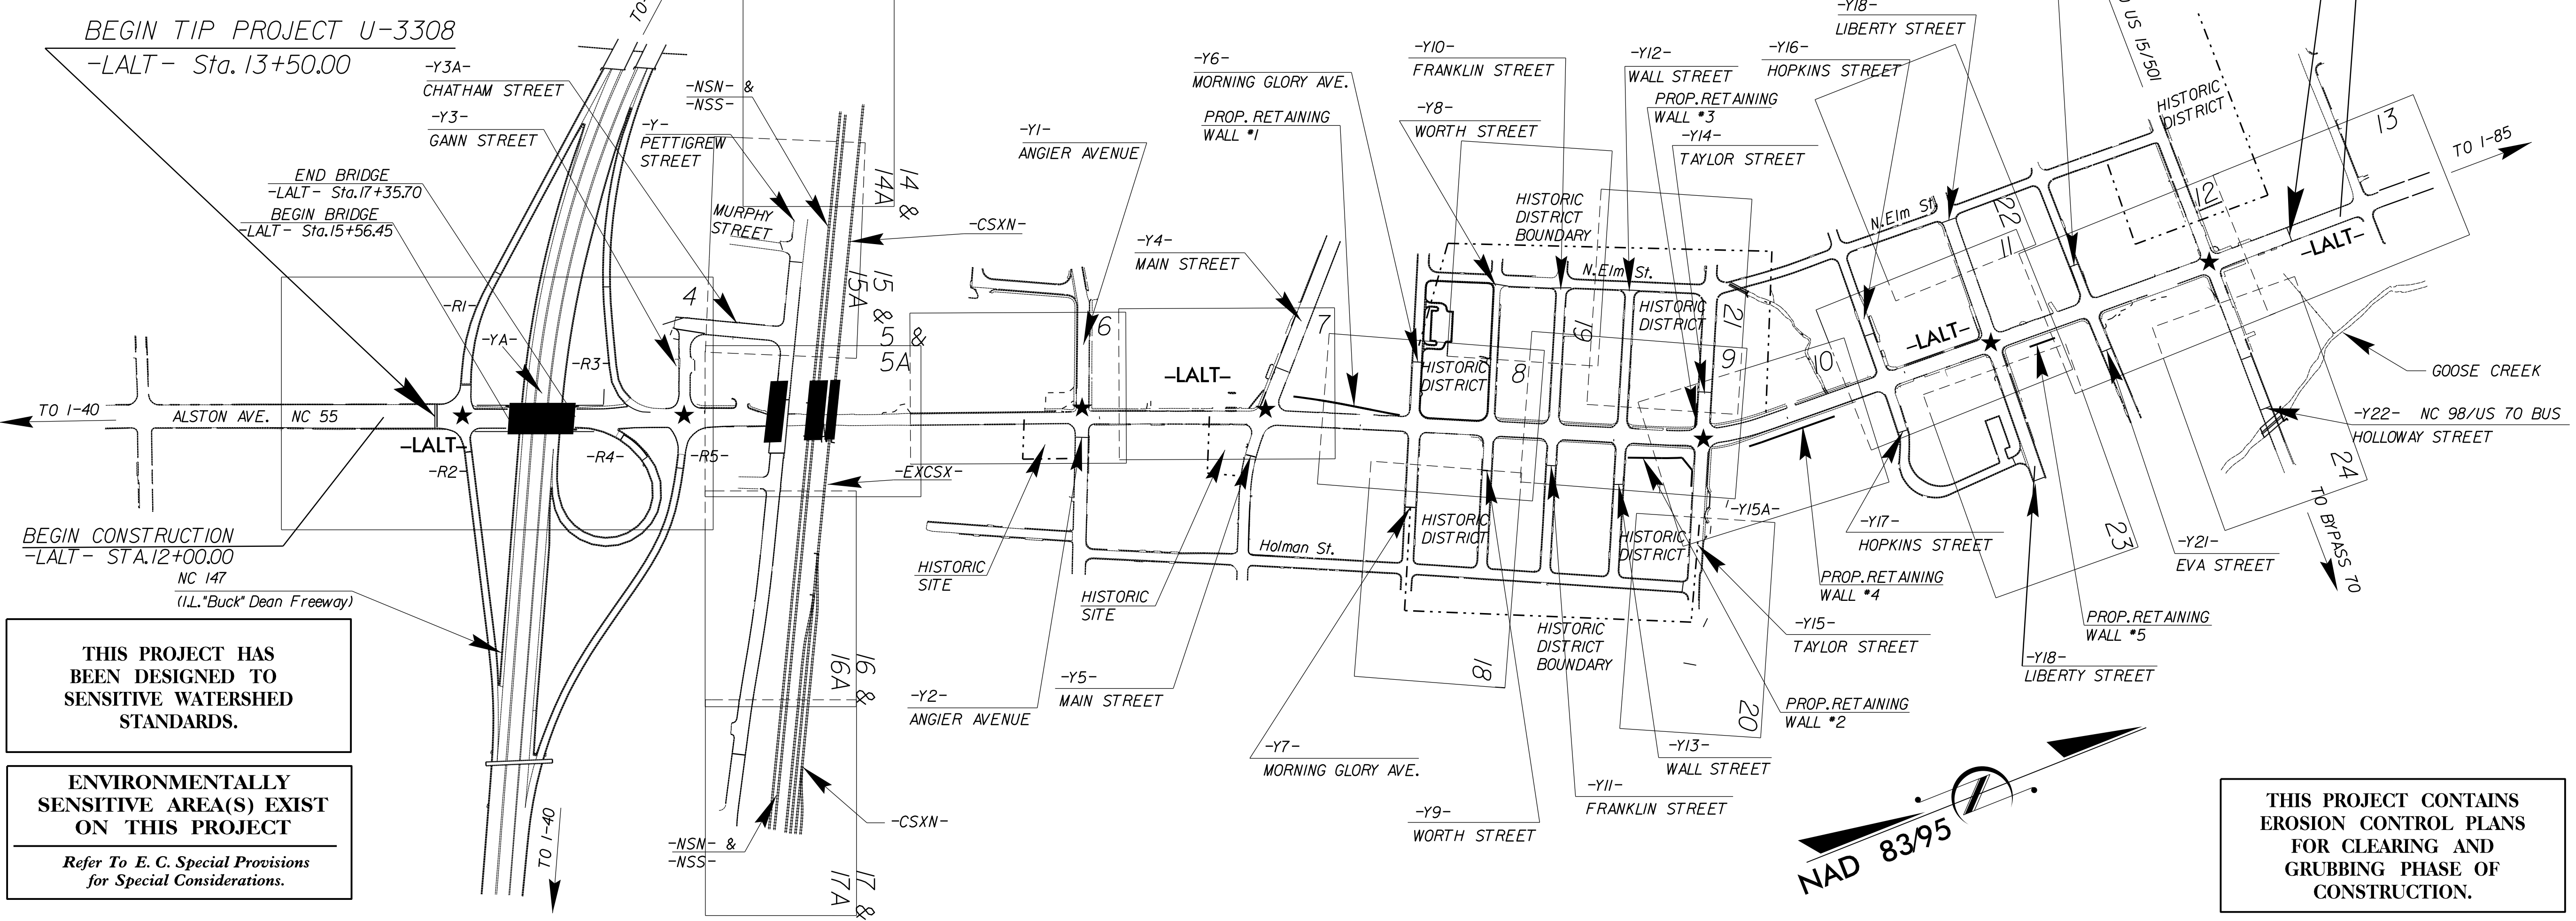 BEGIN TIP PROJECT U-3308
-LALT- Sta. 13+50.00
TO
-Y3A-
CHATHAM STREET
-Y3-
GANN STREET
END BRIDGE
-LALT- Sta. 17+35.70
BEGIN BRIDGE
-LALT- Sta. 15+56.45
-NSN- &
-NSS-
-Y-
PETTIGREW
STREET
MURPHY
STREET
14 &
14A
15 &
15A
-CSXN-
-Y1-
ANGIER AVENUE
-Y4-
MAIN STREET
-Y6-
MORNING GLORY AVE.
PROP. RETAINING
WALL #1
-Y10-
FRANKLIN STREET
-Y8-
WORTH STREET
-Y12-
WALL STREET
PROP. RETAINING
WALL #3
-Y14-
TAYLOR STREET
-Y16-
HOPKINS STREET
-Y18-
LIBERTY STREET
US 15/501
HISTORIC
DISTRICT
13
TO I-85
12
HISTORIC
DISTRICT
BOUNDARY
N. Elm St.
N. Elm St.
22
11
-LALT-
HISTORIC
DISTRICT
21
19
4
5 &
5A
6
7
8
9
10
-R1-
-YA-
-R3-
-LALT-
HISTORIC
DISTRICT
-LALT-
GOOSE CREEK
TO I-40
ALSTON AVE. NC 55
-LALT-
-R2-
-R4-
-R5-
-EXCSX-
-Y22- NC 98/US 70 BUS
HOLLOWAY STREET
24
TO BYPASS 70
BEGIN CONSTRUCTION
-LALT- STA. 12+00.00
NC 147
(I.L. "Buck" Dean Freeway)
HISTORIC
SITE
HISTORIC
SITE
Holman St.
HISTORIC
DISTRICT
HISTORIC
DISTRICT
-Y15A-
-Y17-
HOPKINS STREET
23
-Y21-
EVA STREET
PROP. RETAINING
WALL #4
PROP. RETAINING
WALL #5
-Y15-
TAYLOR STREET
-Y18-
LIBERTY STREET
HISTORIC
DISTRICT
BOUNDARY
18
20
16 &
16A
-Y2-
ANGIER AVENUE
-Y5-
MAIN STREET
PROP. RETAINING
WALL #2
-Y7-
MORNING GLORY AVE.
-Y13-
WALL STREET
-Y11-
FRANKLIN STREET
-Y9-
WORTH STREET
-CSXN-
-NSN- &
-NSS-
17 &
17A
TO I-40
NAD 83/95
THIS PROJECT HAS
BEEN DESIGNED TO
SENSITIVE WATERSHED
STANDARDS.
ENVIRONMENTALLY
SENSITIVE AREA(S) EXIST
ON THIS PROJECT
Refer To E. C. Special Provisions
for Special Considerations.
THIS PROJECT CONTAINS
EROSION CONTROL PLANS
FOR CLEARING AND
GRUBBING PHASE OF
CONSTRUCTION.